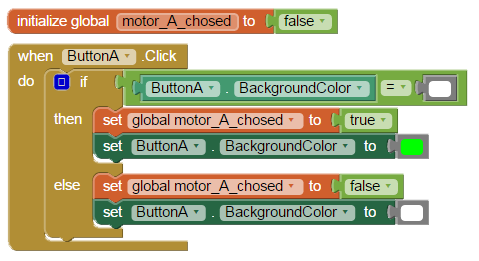 initialize global motor_A_chosed to false
when ButtonA .Click
do if ButtonA . BackgroundColor =
then set global motor_A_chosed to true
set ButtonA . BackgroundColor to
else set global motor_A_chosed to false
set ButtonA . BackgroundColor to